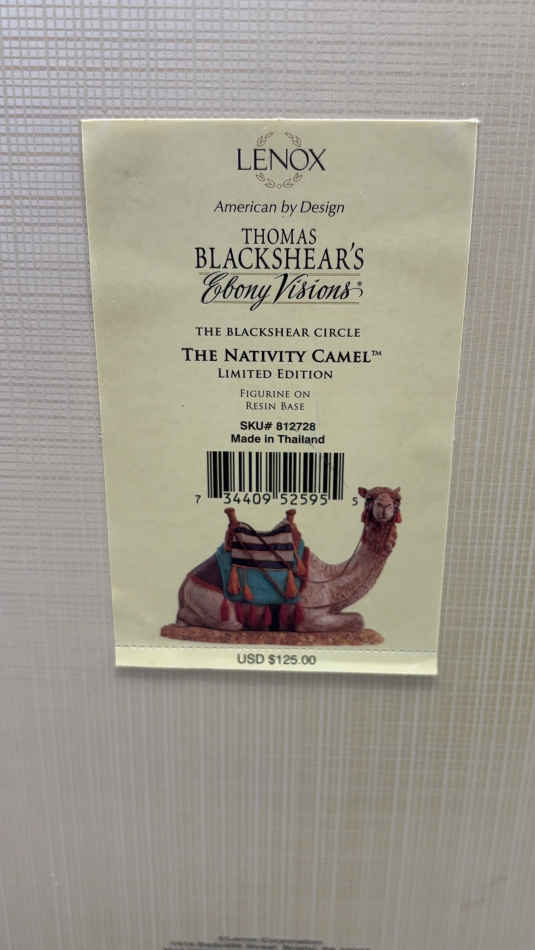 LENOX
American by Design
THOMAS
BLACKSHEAR'S
Ebony Visions®
THE BLACKSHEAR CIRCLE
THE NATIVITY CAMEL™
LIMITED EDITION
FIGURINE ON
RESIN BASE
SKU# 812728
Made in Thailand
7 34409 52595 5
USD $125.00